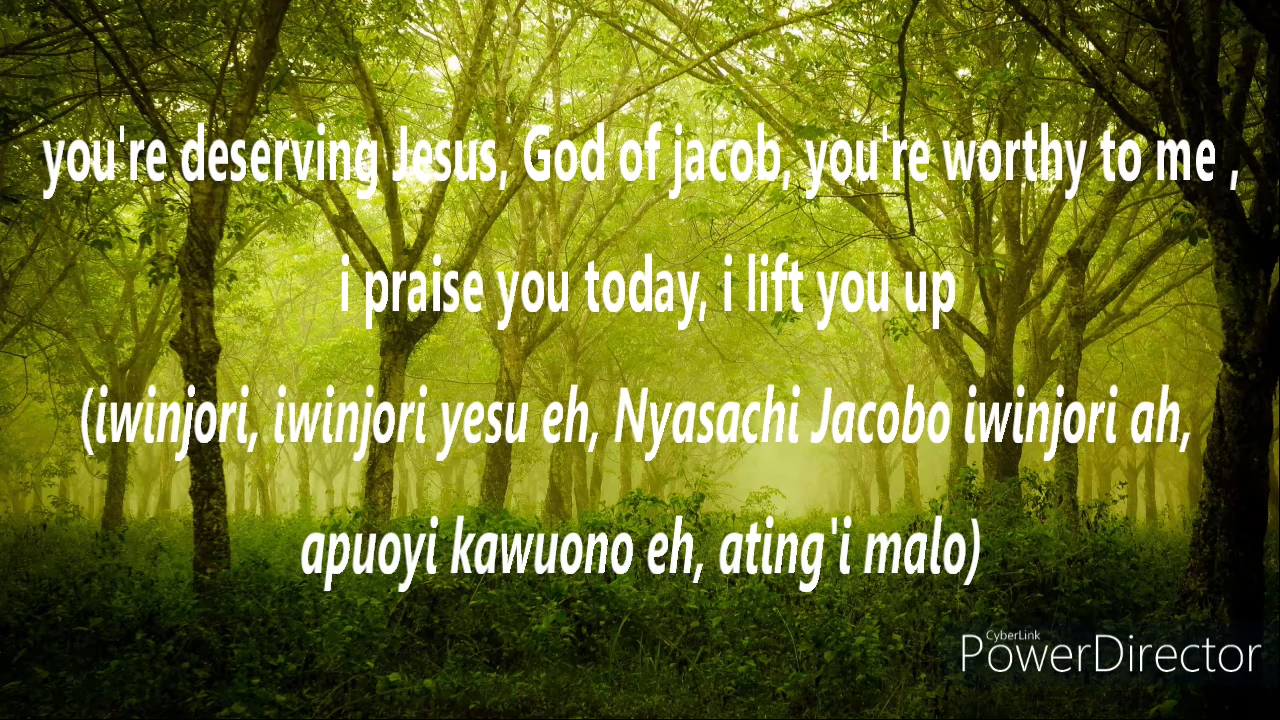 you're deserving Jesus, God of jacob, you're worthy to me ,
i praise you today, i lift you up
(iwinjori, iwinjori yesu eh, Nyasachi Jacobo iwinjori ah,
apuoyi kawuono eh, ating'i malo)
CyberLink
PowerDirector